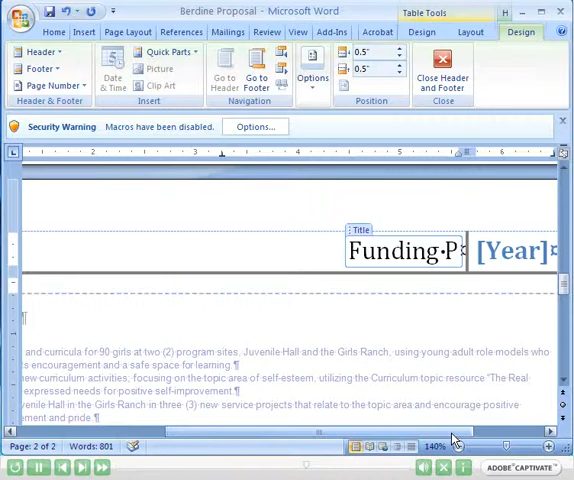 Berdine Proposal - Microsoft Word
Table Tools
H
Home
Insert
Page Layout
References
Mailings
Review
View
Add-Ins
Acrobat
Design
Layout
Design
Header
Footer
Page Number
Header & Footer
Date & Time
Quick Parts
Picture
Clip Art
Insert
Go to Header
Go to Footer
Navigation
Options
0.5"
0.5"
Position
Close Header and Footer
Close
Security Warning
Macros have been disabled.
Options...
2
3
4
5
Title
Funding·P¤
[Year]¤
¶
and curricula for 90 girls at two (2) program sites, Juvenile Hall and the Girls Ranch, using young adult role models who
s encouragement and a safe space for learning.¶
new curriculum activities, focusing on the topic area of self-esteem, utilizing the Curriculum topic resource "The Real
expressed needs for positive self-improvement.¶
venile Hall in the Girls Ranch in three (3) new service projects that relate to the topic area and encourage positive
ement and pride.¶
Page: 2 of 2
Words: 801
140%
ADOBE® CAPTIVATE™